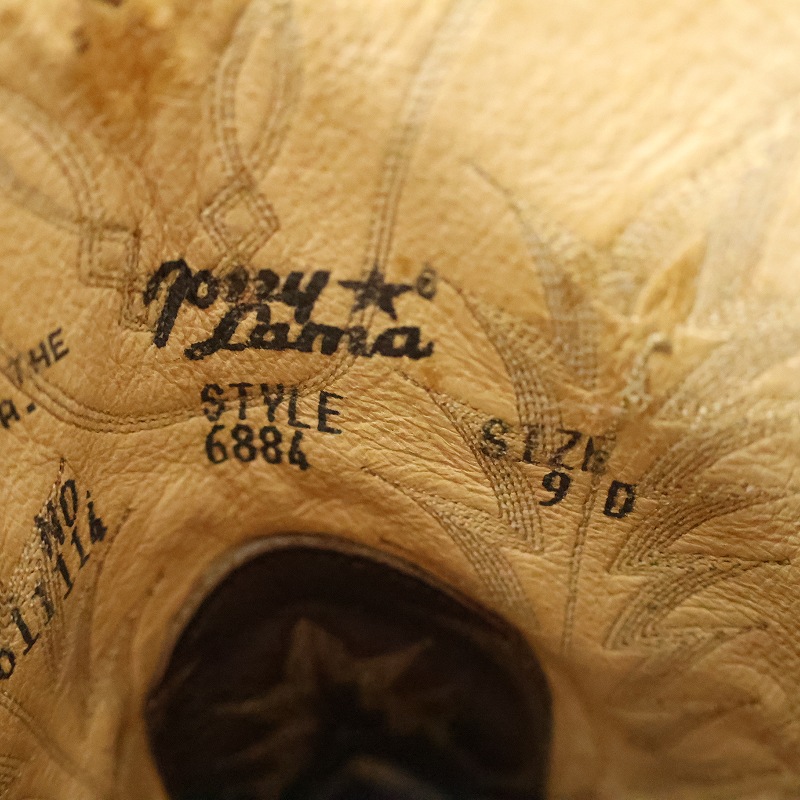 Tony Lama ®
THE
A.
STYLE
6884
SIZE
9 D
NO.